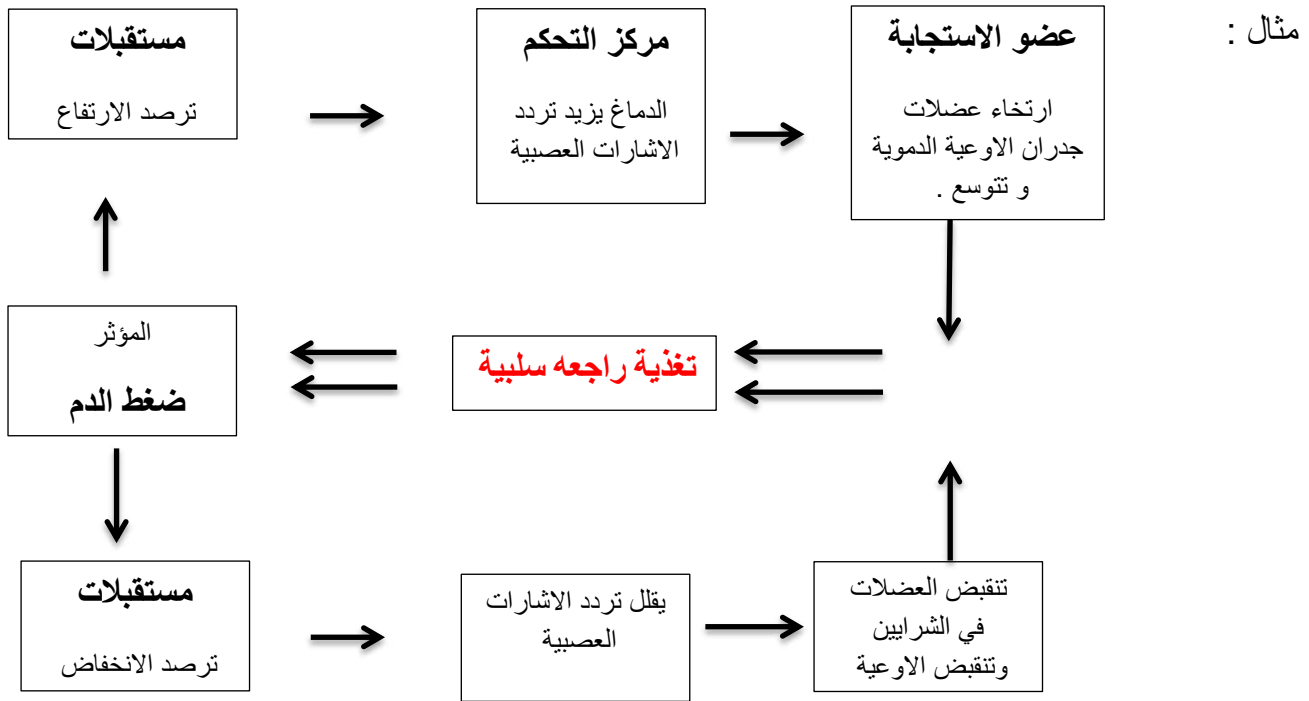 مثال :
مستقبلات
ترصد الارتفاع
مركز التحكم
الدماغ يزيد تردد
الاشارات العصبية
عضو الاستجابة
ارتخاء عضلات
جدران الاوعية الدموية
و تتوسع .
المؤثر
ضغط الدم
تغذية راجعه سلبية
مستقبلات
ترصد الانخفاض
يقلل تردد الاشارات
العصبية
تنقبض العضلات
في الشرايين
وتنقبض الاوعية